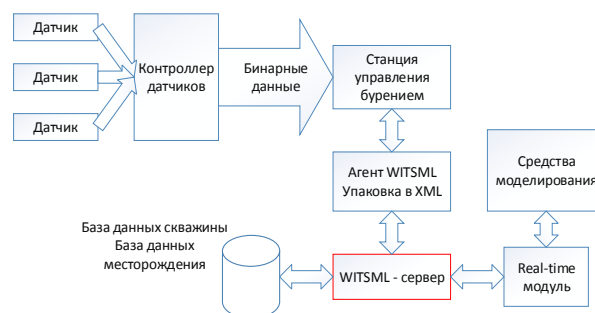 Датчик
Датчик
Датчик
Контроллер
датчиков
Бинарные
данные
Станция
управления
бурением
Агент WITSML
Упаковка в XML
Средства
моделирования
База данных скважины
База данных
месторождения
WITSML - сервер
Real-time
модуль